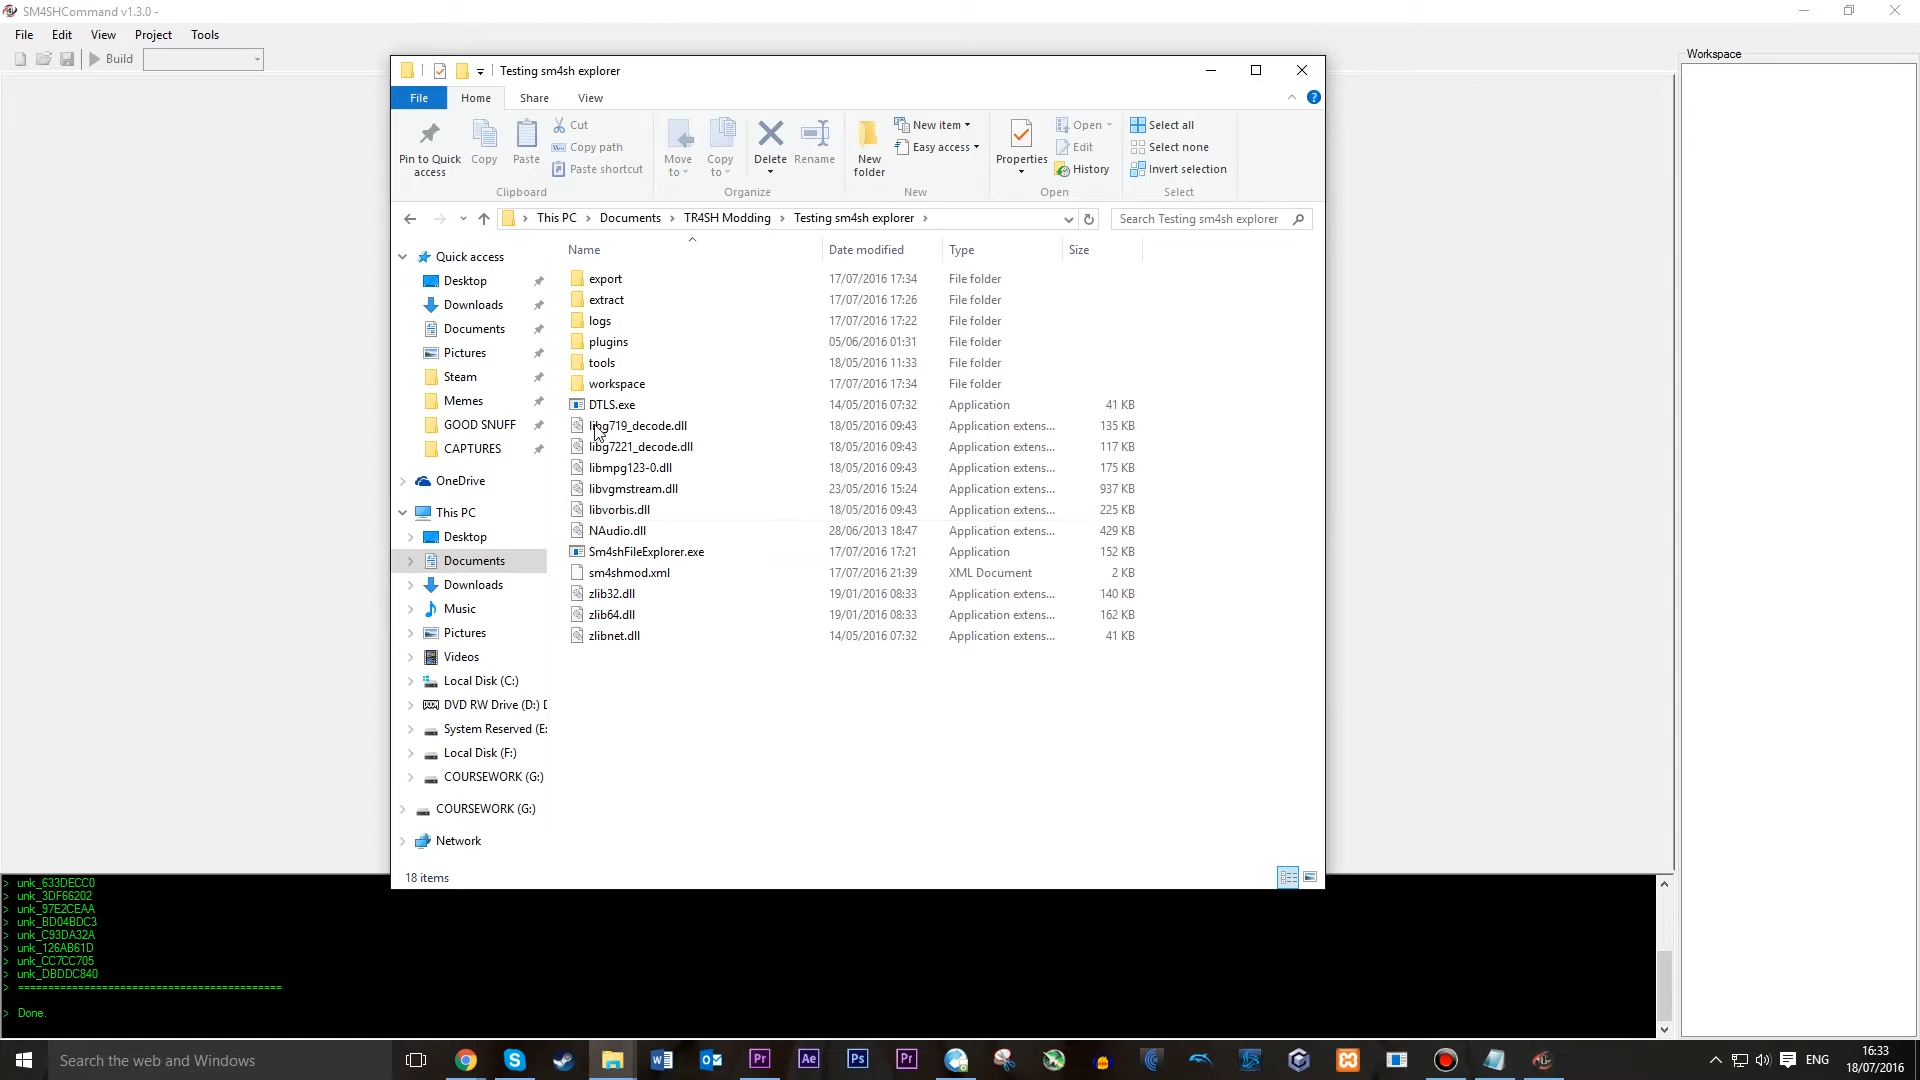 SM4SHCommand v1.3.0 -
File Edit View Project Tools
Build
Workspace
Testing sm4sh explorer
File Home Share View
Pin to Quick access
Copy
Paste
Cut
Copy path
Paste shortcut
Clipboard
Move to
Copy to
Delete
Rename
Organize
New folder
New item
Easy access
New
Properties
Open
Edit
History
Open
Select all
Select none
Invert selection
Select
This PC Documents TR4SH Modding Testing sm4sh explorer
Search Testing sm4sh explorer
Name Date modified Type Size
Quick access
Desktop
Downloads
Documents
Pictures
Steam
Memes
GOOD SNUFF
CAPTURES
OneDrive
This PC
Desktop
Documents
Downloads
Music
Pictures
Videos
Local Disk (C:)
DVD RW Drive (D:) D
System Reserved (E:
Local Disk (F:)
COURSEWORK (G:)
COURSEWORK (G:)
Network
export 17/07/2016 17:34 File folder
extract 17/07/2016 17:26 File folder
logs 17/07/2016 17:22 File folder
plugins 05/06/2016 01:31 File folder
tools 18/05/2016 11:33 File folder
workspace 17/07/2016 17:34 File folder
DTLS.exe 14/05/2016 07:32 Application 41 KB
libg719_decode.dll 18/05/2016 09:43 Application extens... 135 KB
libg7221_decode.dll 18/05/2016 09:43 Application extens... 117 KB
libmpg123-0.dll 18/05/2016 09:43 Application extens... 175 KB
libvgmstream.dll 23/05/2016 15:24 Application extens... 937 KB
libvorbis.dll 18/05/2016 09:43 Application extens... 225 KB
NAudio.dll 28/06/2013 18:47 Application extens... 429 KB
Sm4shFileExplorer.exe 17/07/2016 17:21 Application 152 KB
sm4shmod.xml 17/07/2016 21:39 XML Document 2 KB
zlib32.dll 19/01/2016 08:33 Application extens... 140 KB
zlib64.dll 19/01/2016 08:33 Application extens... 162 KB
zlibnet.dll 14/05/2016 07:32 Application extens... 41 KB
18 items
> unk_633DECC0
> unk_3DF66202
> unk_97E2CEAA
> unk_BD04BDC3
> unk_C93DA32A
> unk_126AB61D
> unk_CC7CC705
> unk_DBDDC840
> ============================================
> Done.
Search the web and Windows
ENG
16:33
18/07/2016